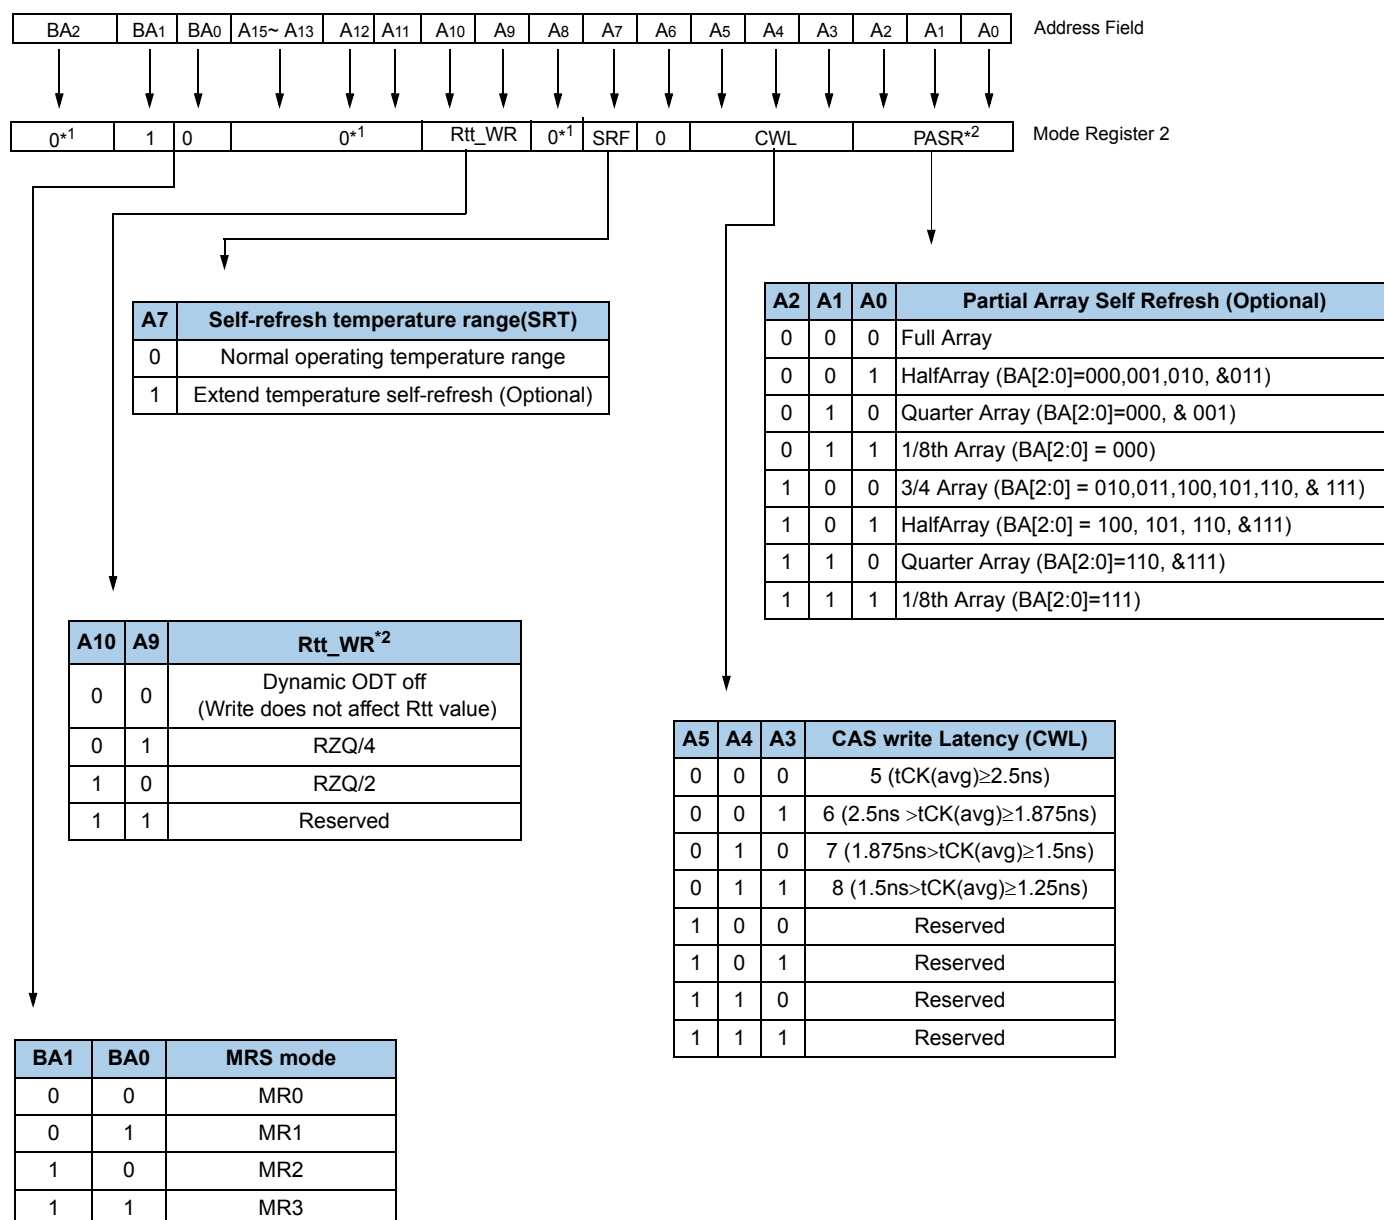 BA2 BA1 BA0 A15~ A13 A12 A11 A10 A9 A8 A7 A6 A5 A4 A3 A2 A1 A0 Address Field
0*1 1 0 0*1 Rtt_WR 0*1 SRF 0 CWL PASR*2 Mode Register 2
A7 Self-refresh temperature range(SRT)
0 Normal operating temperature range
1 Extend temperature self-refresh (Optional)
A2 A1 A0 Partial Array Self Refresh (Optional)
0 0 0 Full Array
0 0 1 HalfArray (BA[2:0]=000,001,010, &011)
0 1 0 Quarter Array (BA[2:0]=000, & 001)
0 1 1 1/8th Array (BA[2:0] = 000)
1 0 0 3/4 Array (BA[2:0] = 010,011,100,101,110, & 111)
1 0 1 HalfArray (BA[2:0] = 100, 101, 110, &111)
1 1 0 Quarter Array (BA[2:0]=110, &111)
1 1 1 1/8th Array (BA[2:0]=111)
A10 A9 Rtt_WR*2
0 0 Dynamic ODT off
(Write does not affect Rtt value)
0 1 RZQ/4
1 0 RZQ/2
1 1 Reserved
A5 A4 A3 CAS write Latency (CWL)
0 0 0 5 (tCK(avg)≥2.5ns)
0 0 1 6 (2.5ns >tCK(avg)≥1.875ns)
0 1 0 7 (1.875ns>tCK(avg)≥1.5ns)
0 1 1 8 (1.5ns>tCK(avg)≥1.25ns)
1 0 0 Reserved
1 0 1 Reserved
1 1 0 Reserved
1 1 1 Reserved
BA1 BA0 MRS mode
0 0 MR0
0 1 MR1
1 0 MR2
1 1 MR3